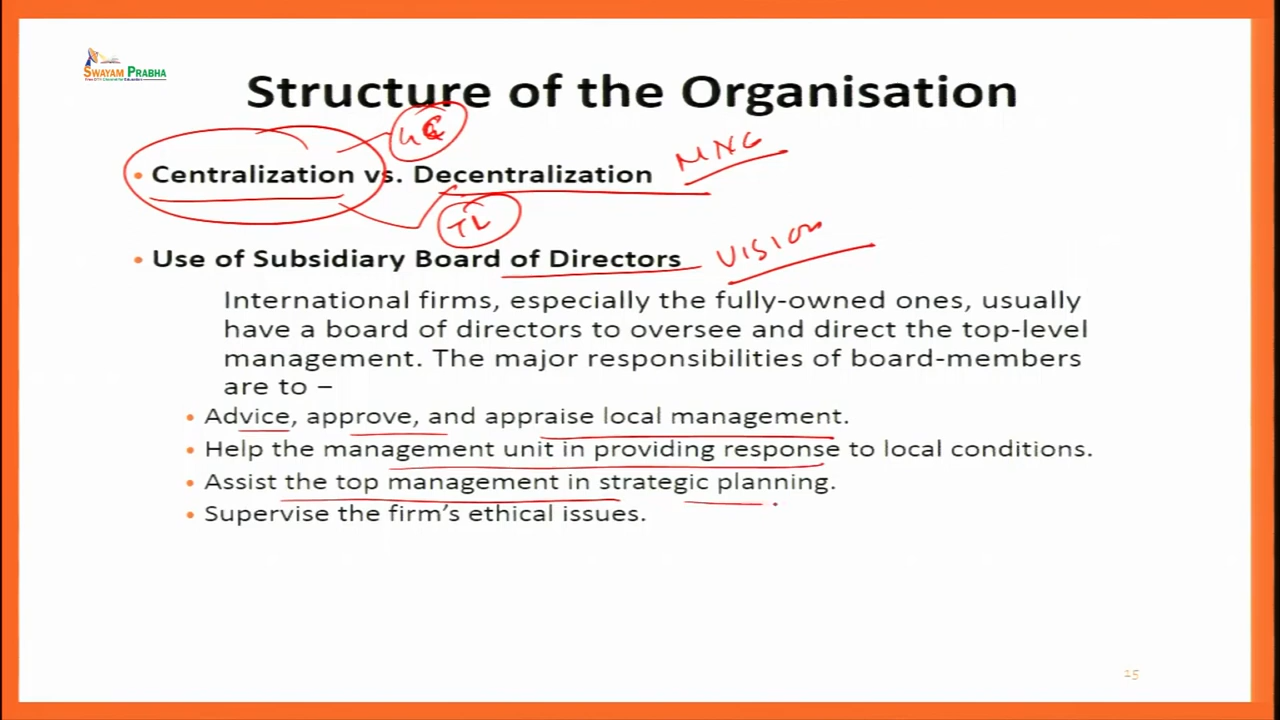 SWAYAM PRABHA
Structure of the Organisation
• Centralization vs. Decentralization MNC
TL
• Use of Subsidiary Board of Directors VISION
International firms, especially the fully-owned ones, usually
have a board of directors to oversee and direct the top-level
management. The major responsibilities of board-members
are to –
• Advice, approve, and appraise local management.
• Help the management unit in providing response to local conditions.
• Assist the top management in strategic planning.
• Supervise the firm's ethical issues.
15